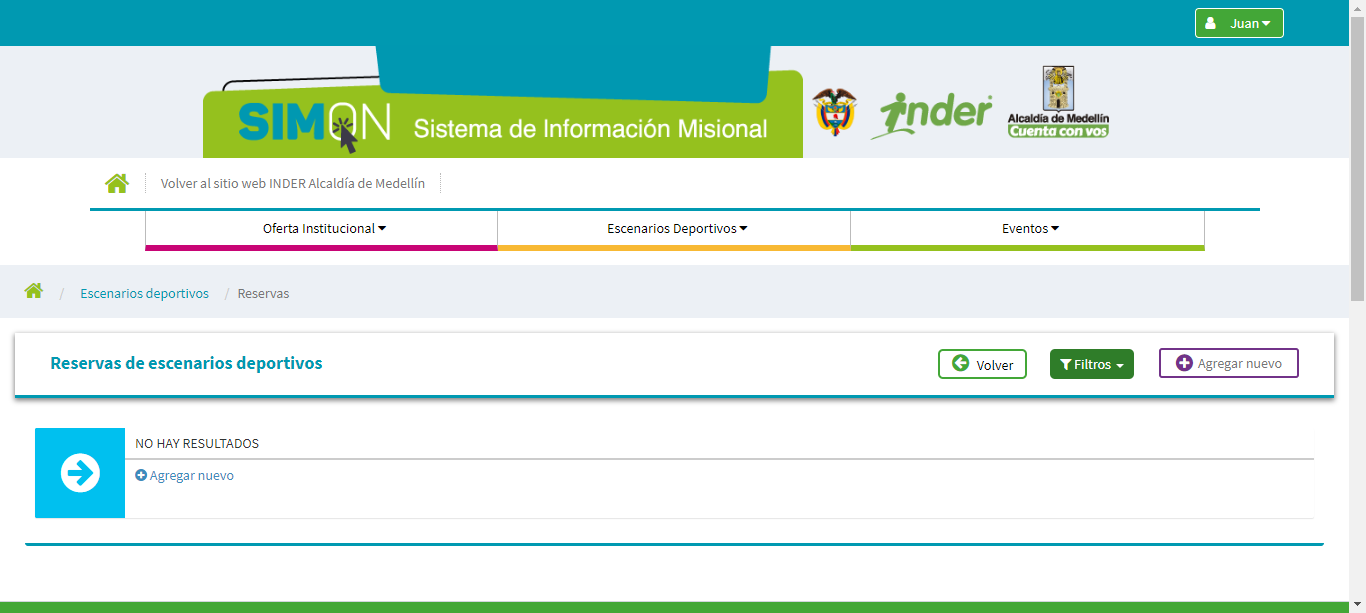 Juan
SIMON Sistema de Información Misional
inder
Alcaldía de Medellín
Cuenta con vos
Volver al sitio web INDER Alcaldía de Medellín
Oferta Institucional
Escenarios Deportivos
Eventos
/ Escenarios deportivos / Reservas
Reservas de escenarios deportivos
Volver
Filtros
Agregar nuevo
NO HAY RESULTADOS
Agregar nuevo